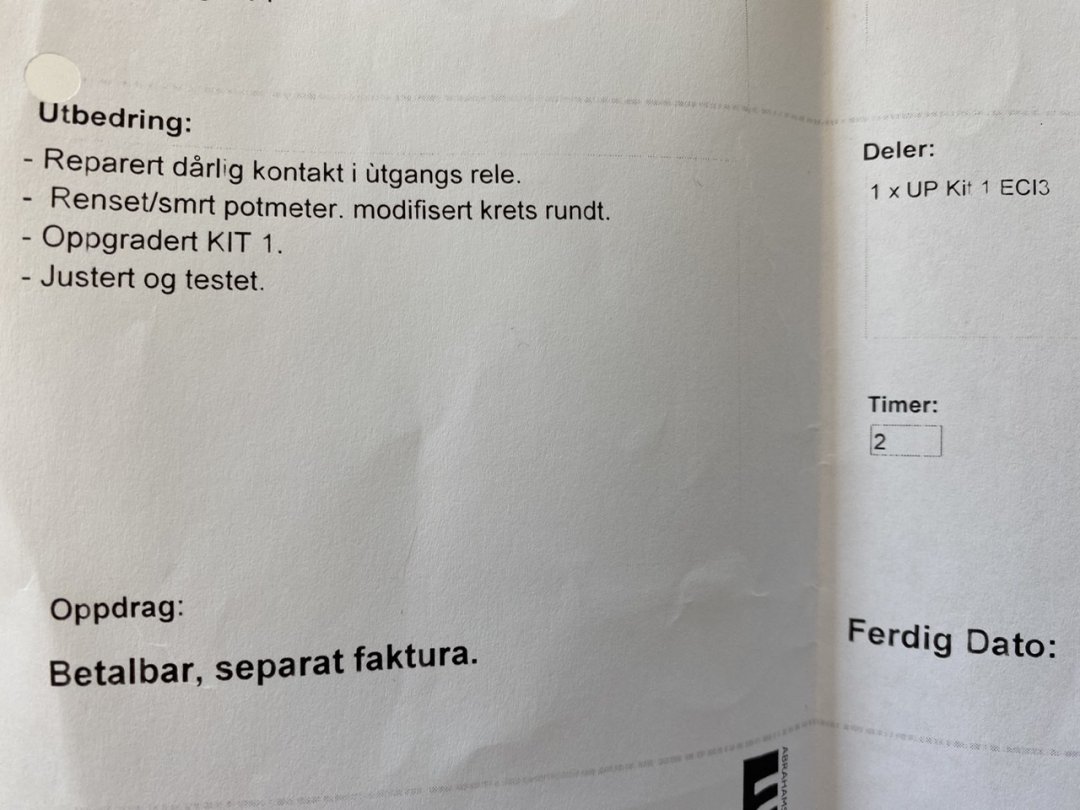 Utbedring:
- Reparert dårlig kontakt i ùtgangs rele.
- Renset/smrt potmeter. modifisert krets rundt.
- Oppgradert KIT 1.
- Justert og testet.
Deler:
1 x UP Kit 1 ECI3
Timer:
2
Oppdrag:
Betalbar, separat faktura.
Ferdig Dato: